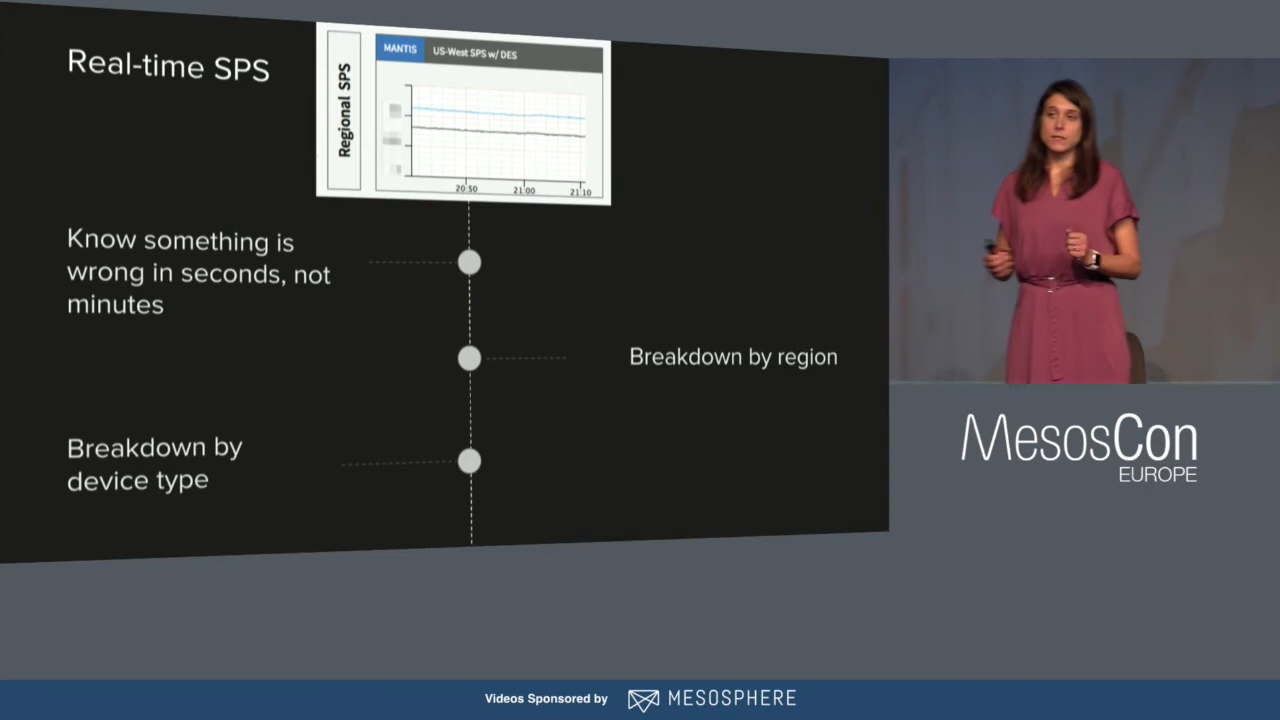 Real-time SPS
Regional SPS
MANTIS
US-West SPS w/ DES
20:50
21:00
21:10
Know something is
wrong in seconds, not
minutes
Breakdown by region
Breakdown by
device type
MesosCon
EUROPE
Videos Sponsored by
MESOSPHERE